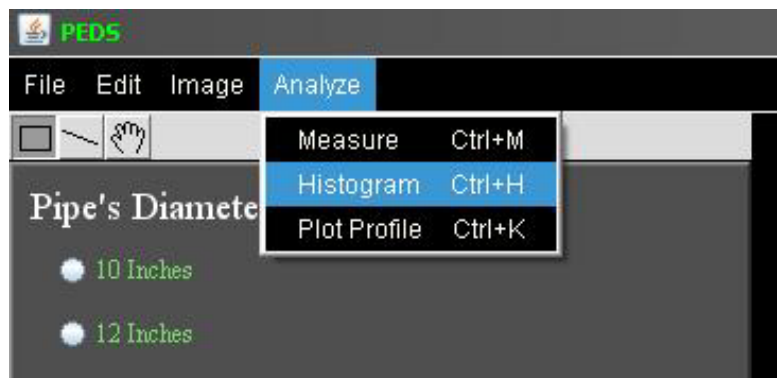 PEDS
File Edit Image Analyze
Measure Ctrl+M
Histogram Ctrl+H
Plot Profile Ctrl+K
Pipe's Diamete
10 Inches
12 Inches